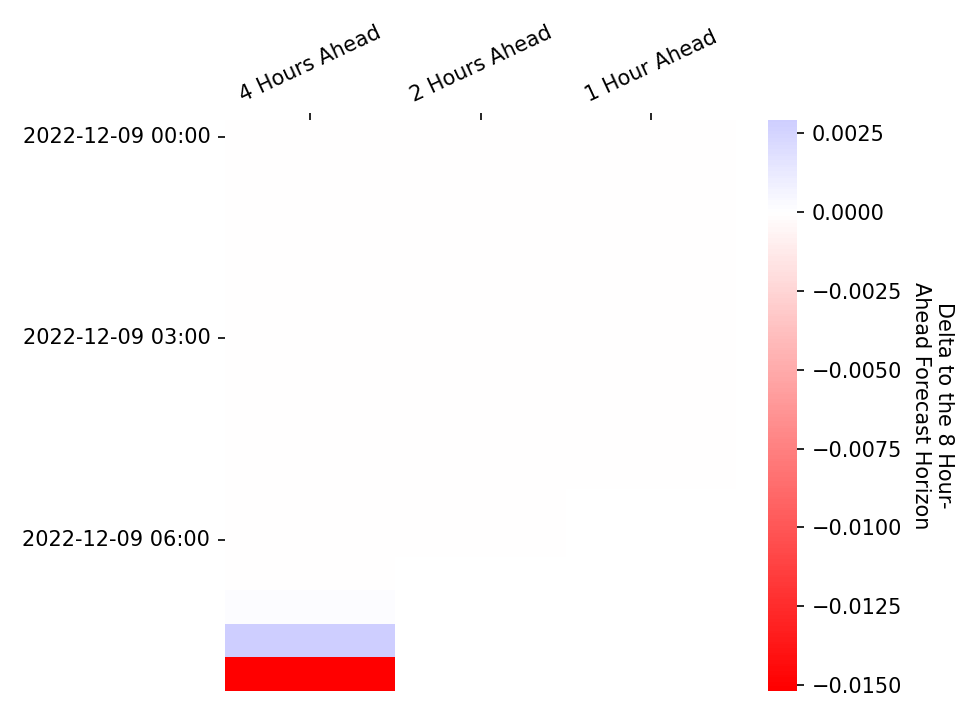 4 Hours Ahead
2 Hours Ahead
1 Hour Ahead
2022-12-09 00:00
2022-12-09 03:00
2022-12-09 06:00
0.0025
0.0000
−0.0025
−0.0050
−0.0075
−0.0100
−0.0125
−0.0150
Delta to the 8 Hour-
Ahead Forecast Horizon